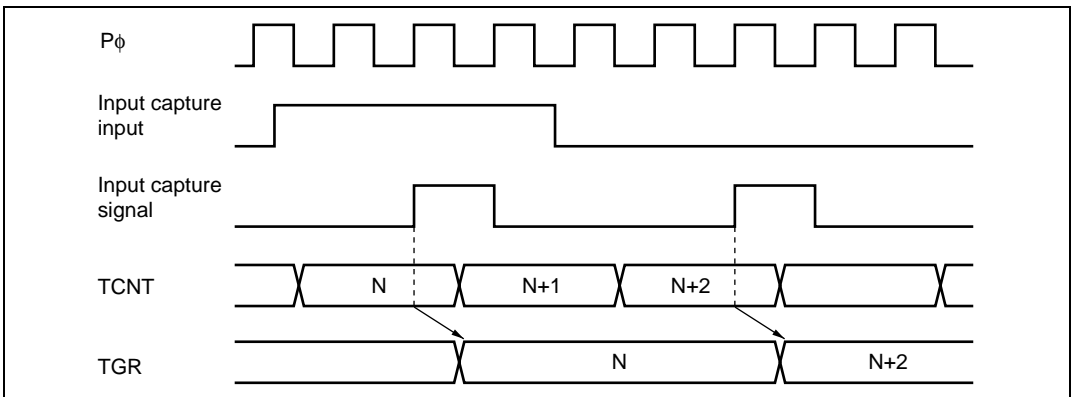 Pφ
Input capture
input
Input capture
signal
TCNT N N+1 N+2
TGR N N+2